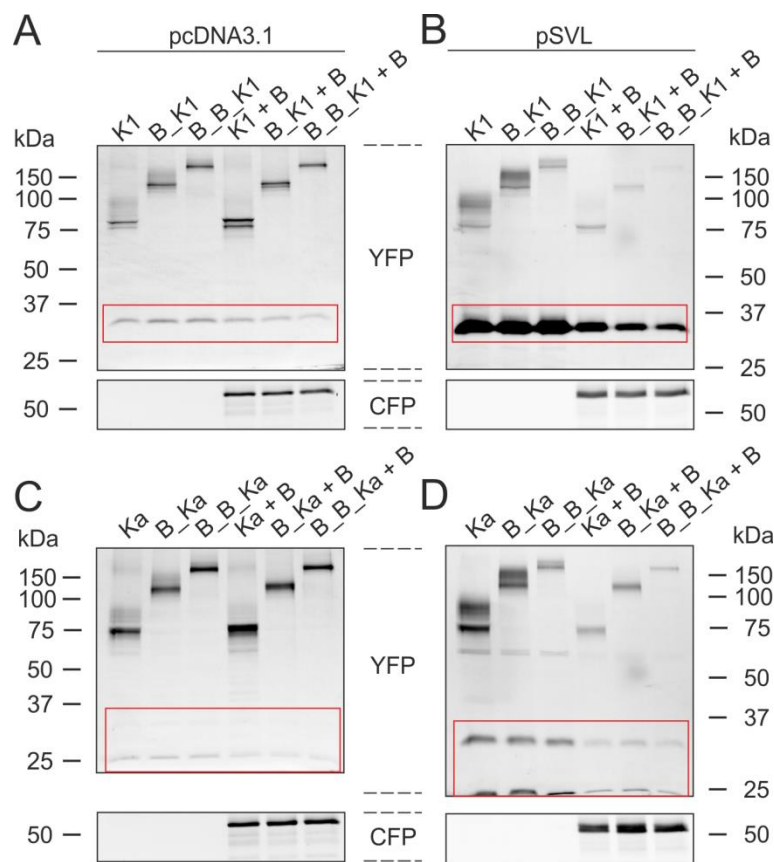 A
pcDNA3.1
K1 B_K1 B_B_K1 K1 + B B_K1 + B B_B_K1 + B
kDa
150
100
75
50
37
25
50
YFP
CFP
B
pSVL
K1 B_K1 B_B_K1 K1 + B B_K1 + B B_B_K1 + B
kDa
150
100
75
50
37
25
50
C
Ka B_Ka B_B_Ka Ka + B B_Ka + B B_B_Ka + B
kDa
150
100
75
50
37
25
50
YFP
CFP
D
Ka B_Ka B_B_Ka Ka + B B_Ka + B B_B_Ka + B
kDa
150
100
75
50
37
25
50